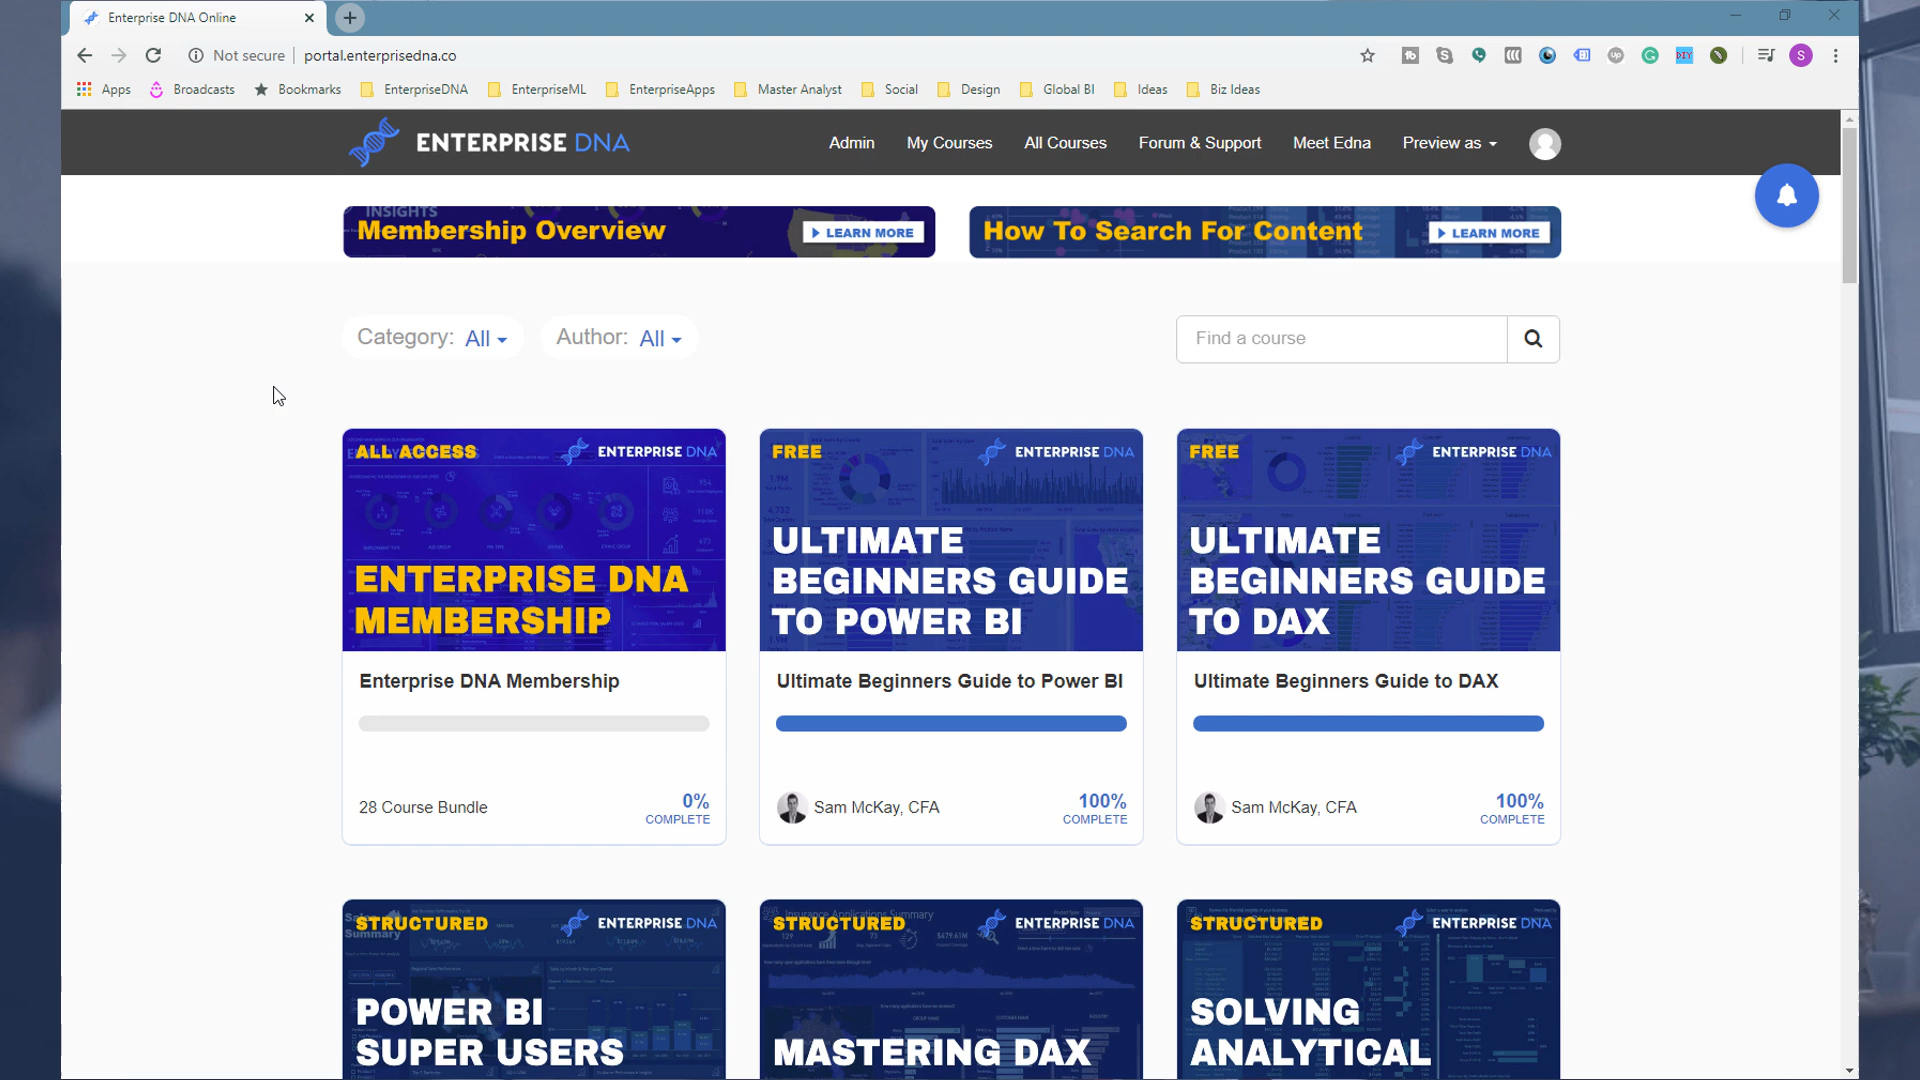 Enterprise DNA Online
Not secure
portal.enterprisedna.co
Apps
Broadcasts
Bookmarks
EnterpriseDNA
EnterpriseML
EnterpriseApps
Master Analyst
Social
Design
Global BI
Ideas
Biz Ideas
ENTERPRISE DNA
Admin
My Courses
All Courses
Forum & Support
Meet Edna
Preview as
INSIGHTS
Membership Overview
LEARN MORE
How To Search For Content
LEARN MORE
Category: All
Author: All
Find a course
ALL ACCESS
ENTERPRISE DNA
ENTERPRISE DNA
MEMBERSHIP
Enterprise DNA Membership
28 Course Bundle
0%
COMPLETE
FREE
ENTERPRISE DNA
ULTIMATE
BEGINNERS GUIDE
TO POWER BI
Ultimate Beginners Guide to Power BI
Sam McKay, CFA
100%
COMPLETE
FREE
ENTERPRISE DNA
ULTIMATE
BEGINNERS GUIDE
TO DAX
Ultimate Beginners Guide to DAX
Sam McKay, CFA
100%
COMPLETE
STRUCTURED
ENTERPRISE DNA
POWER BI
SUPER USERS
STRUCTURED
ENTERPRISE DNA
Insurance Applications Summary
$479.61M
MASTERING DAX
STRUCTURED
ENTERPRISE DNA
SOLVING
ANALYTICAL